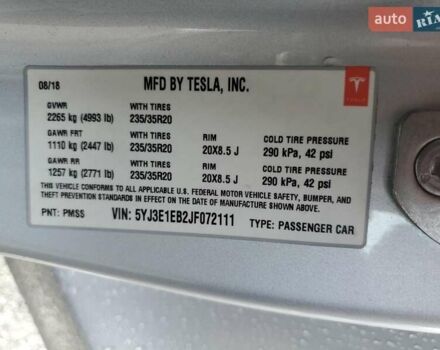 auto RIA
08/18 MFD BY TESLA, INC.
GVWR WITH TIRES
2265 kg (4993 lb) 235/35R20
GAWR FRT WITH TIRES RIM COLD TIRE PRESSURE
1110 kg (2447 lb) 235/35R20 20X8.5 J 290 kPa, 42 psi
GAWR RR WITH TIRES RIM COLD TIRE PRESSURE
1257 kg (2771 lb) 235/35R20 20X8.5 J 290 kPa, 42 psi
THIS VEHICLE CONFORMS TO ALL APPLICABLE U.S. FEDERAL MOTOR VEHICLE SAFETY, BUMPER, AND
THEFT PREVENTION STANDARDS IN EFFECT ON THE DATE OF MANUFACTURE SHOWN ABOVE.
PNT: PMSS VIN: 5YJ3E1EB2JF072111 TYPE: PASSENGER CAR